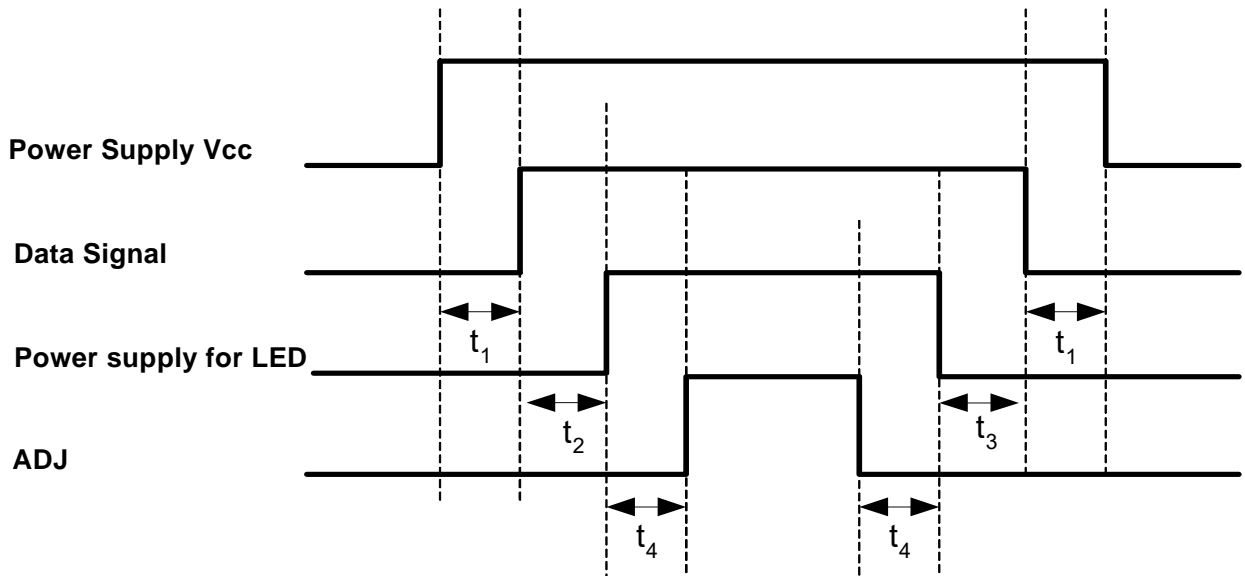 Power Supply Vcc
Data Signal
t₁
t₁
Power supply for LED
t₂
t₃
ADJ
t₄
t₄